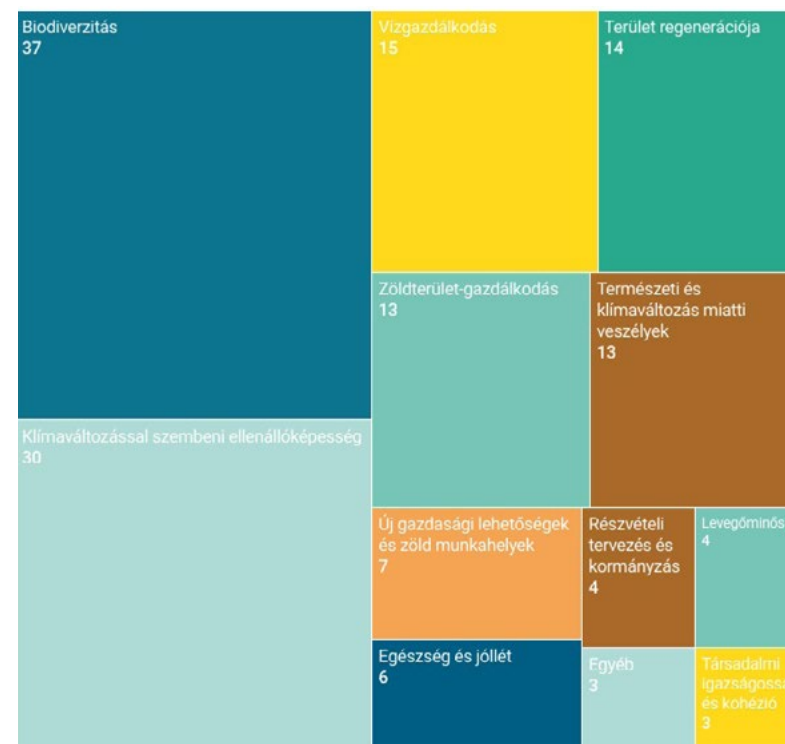 Biodiverzitás
37
Vízgazdálkodás
15
Terület regenerációja
14
Zöldterület-gazdálkodás
13
Természeti és
klímaváltozás miatti
veszélyek
13
Klímaváltozással szembeni ellenállóképesség
30
Új gazdasági lehetőségek
és zöld munkahelyek
7
Részvételi
tervezés és
kormányzás
4
Levegőminős
4
Egészség és jóllét
6
Egyéb
3
Társadalmi
igazságossá
és kohézió
3